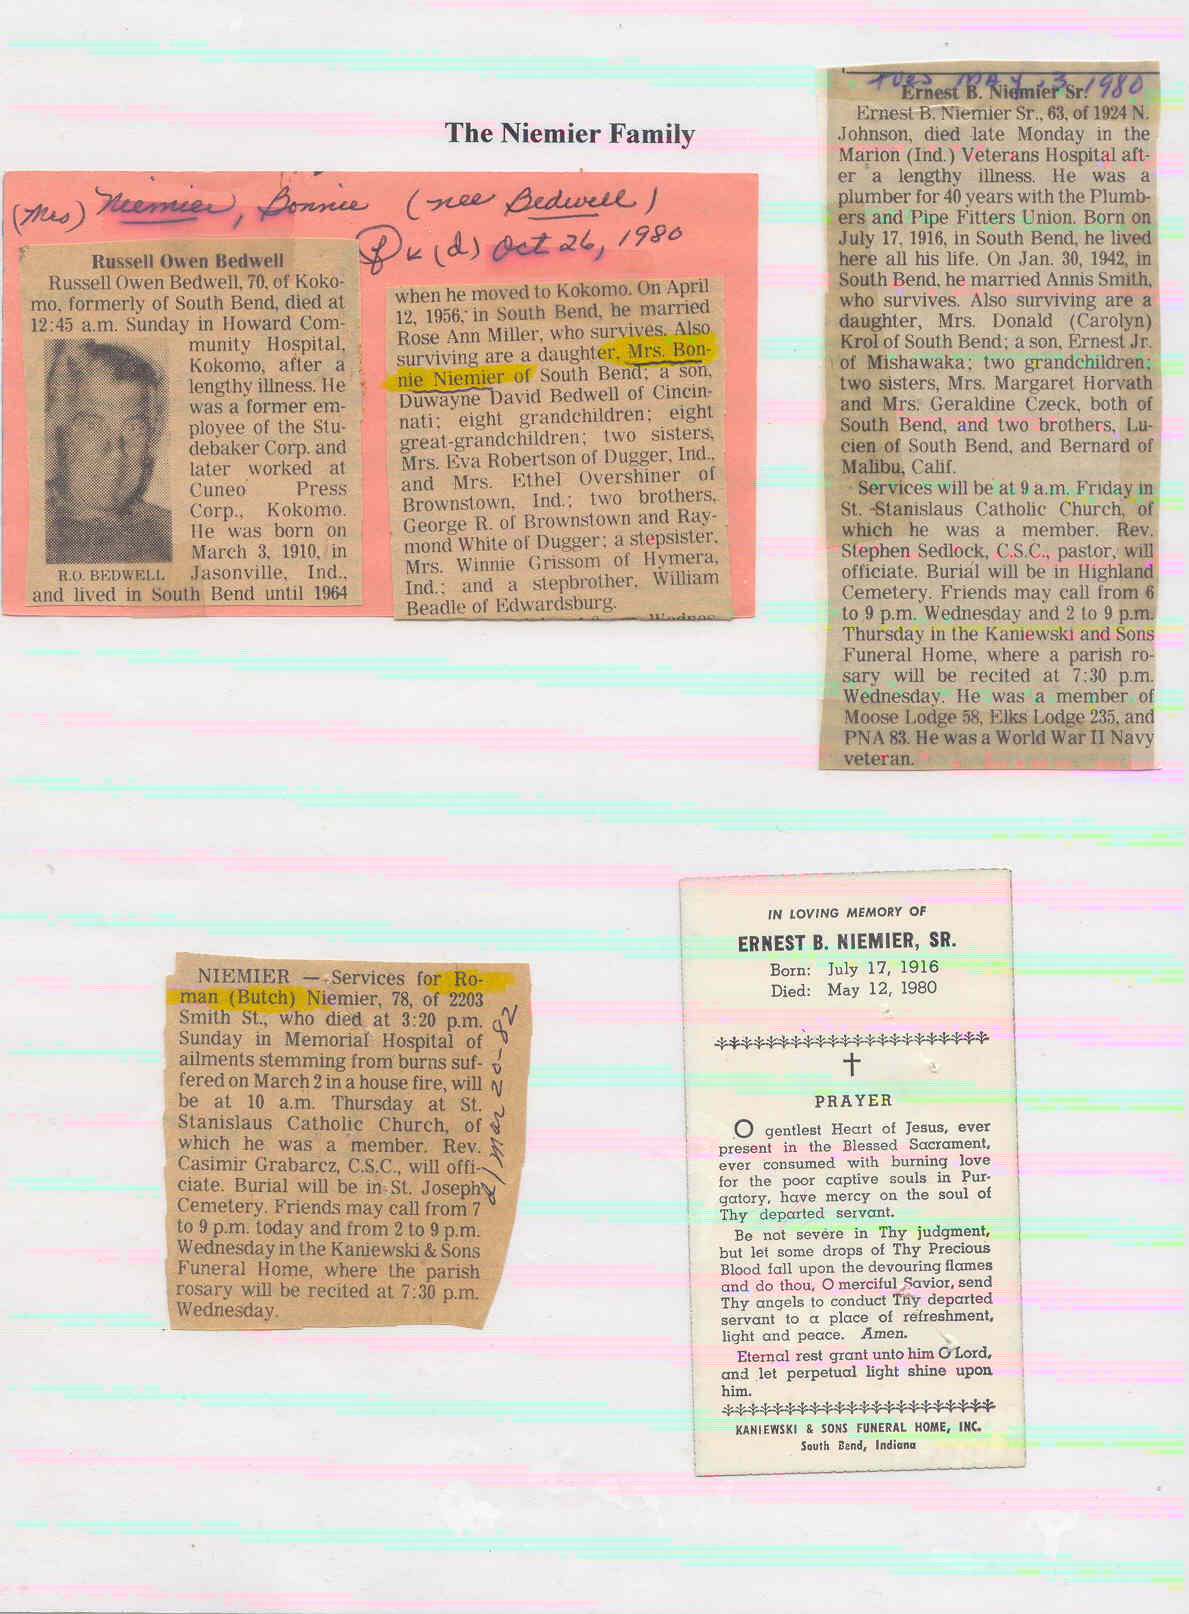 The Niemier Family
(Mrs) Niemier, Bonnie (nee Bedwell)
(d) Oct 26, 1980
Russell Owen Bedwell
Russell Owen Bedwell, 70, of Koko-
mo, formerly of South Bend, died at
12:45 a.m. Sunday in Howard Com-
munity Hospital,
Kokomo, after a
lengthy illness. He
was a former em-
ployee of the Stu-
debaker Corp. and
later worked at
Cuneo Press
Corp., Kokomo.
He was born on
March 3, 1910, in
Jasonville, Ind.,
R.O. BEDWELL
and lived in South Bend until 1964
when he moved to Kokomo. On April
12, 1956, in South Bend, he married
Rose Ann Miller, who survives. Also
surviving are a daughter, Mrs. Bon-
nie Niemier of South Bend; a son,
Duwayne David Bedwell of Cincin-
nati; eight grandchildren; eight
great-grandchildren; two sisters,
Mrs. Eva Robertson of Dugger, Ind.,
and Mrs. Ethel Overshiner of
Brownstown, Ind.; two brothers,
George R. of Brownstown and Ray-
mond White of Dugger; a stepsister,
Mrs. Winnie Grissom of Hymera,
Ind.; and a stepbrother, William
Beadle of Edwardsburg.
Tues MAY 3 1980
Ernest B. Niemier Sr.
Ernest B. Niemier Sr., 63, of 1924 N.
Johnson, died late Monday in the
Marion (Ind.) Veterans Hospital aft-
er a lengthy illness. He was a
plumber for 40 years with the Plumb-
ers and Pipe Fitters Union. Born on
July 17, 1916, in South Bend, he lived
here all his life. On Jan. 30, 1942, in
South Bend, he married Annis Smith,
who survives. Also surviving are a
daughter, Mrs. Donald (Carolyn)
Krol of South Bend; a son, Ernest Jr.
of Mishawaka; two grandchildren;
two sisters, Mrs. Margaret Horvath
and Mrs. Geraldine Czeck, both of
South Bend, and two brothers, Lu-
cien of South Bend, and Bernard of
Malibu, Calif.
Services will be at 9 a.m. Friday in
St. Stanislaus Catholic Church, of
which he was a member. Rev.
Stephen Sedlock, C.S.C., pastor, will
officiate. Burial will be in Highland
Cemetery. Friends may call from 6
to 9 p.m. Wednesday and 2 to 9 p.m.
Thursday in the Kaniewski and Sons
Funeral Home, where a parish ro-
sary will be recited at 7:30 p.m.
Wednesday. He was a member of
Moose Lodge 58, Elks Lodge 235, and
PNA 83. He was a World War II Navy
veteran.
NIEMIER — Services for Ro-
man (Butch) Niemier, 78, of 2203
Smith St., who died at 3:20 p.m.
Sunday in Memorial Hospital of
ailments stemming from burns suf-
fered on March 2 in a house fire, will
be at 10 a.m. Thursday at St.
Stanislaus Catholic Church, of
which he was a member. Rev.
Casimir Grabarcz, C.S.C., will offi-
ciate. Burial will be in St. Joseph
Cemetery. Friends may call from 7
to 9 p.m. today and from 2 to 9 p.m.
Wednesday in the Kaniewski & Sons
Funeral Home, where the parish
rosary will be recited at 7:30 p.m.
Wednesday.
d/ Mar 20-82
IN LOVING MEMORY OF
ERNEST B. NIEMIER, SR.
Born: July 17, 1916
Died: May 12, 1980
PRAYER
O gentlest Heart of Jesus, ever
present in the Blessed Sacrament,
ever consumed with burning love
for the poor captive souls in Pur-
gatory, have mercy on the soul of
Thy departed servant.
Be not severe in Thy judgment,
but let some drops of Thy Precious
Blood fall upon the devouring flames
and do thou, O merciful Savior, send
Thy angels to conduct Thy departed
servant to a place of refreshment,
light and peace. Amen.
Eternal rest grant unto him O Lord,
and let perpetual light shine upon
him.
KANIEWSKI & SONS FUNERAL HOME, INC.
South Bend, Indiana